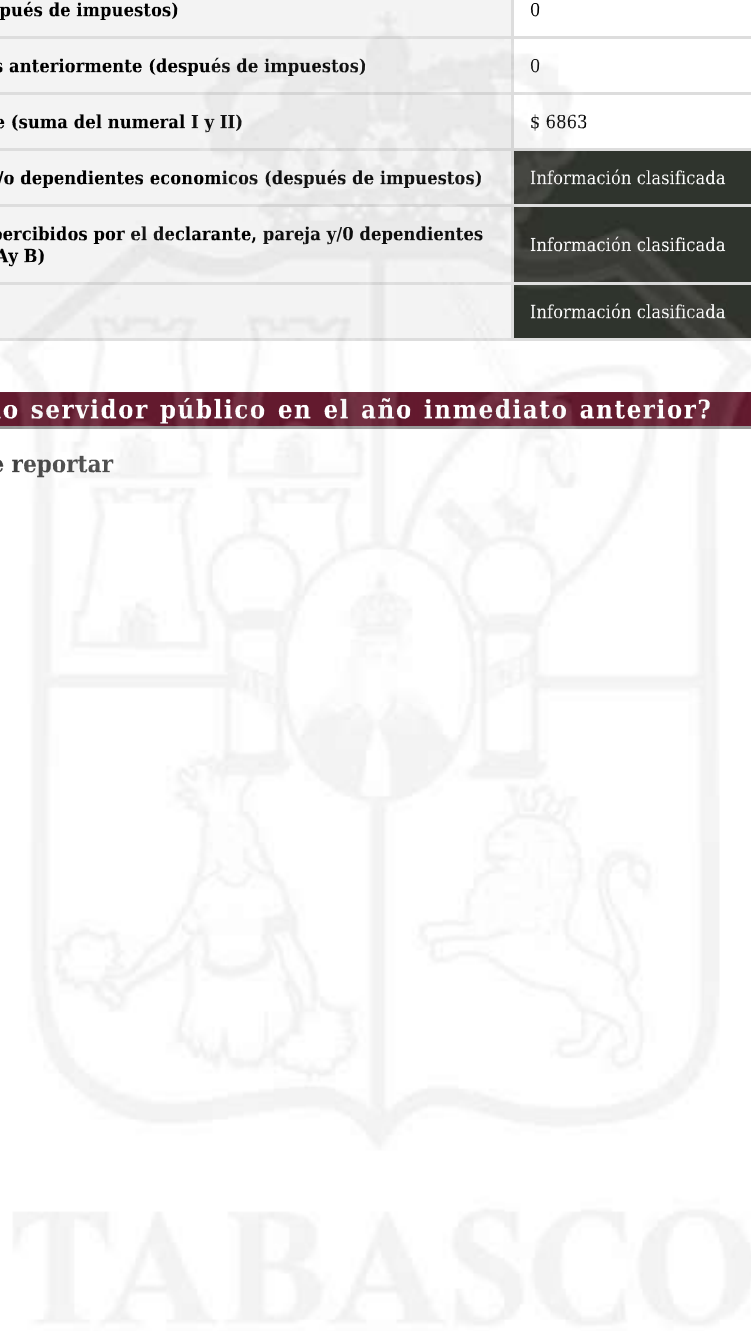 pués de impuestos)
0
s anteriormente (después de impuestos)
0
e (suma del numeral I y II)
$ 6863
/o dependientes economicos (después de impuestos)
Información clasificada
percibidos por el declarante, pareja y/0 dependientes
Ay B)
Información clasificada
Información clasificada
o servidor público en el año inmediato anterior?
e reportar
TABASCO